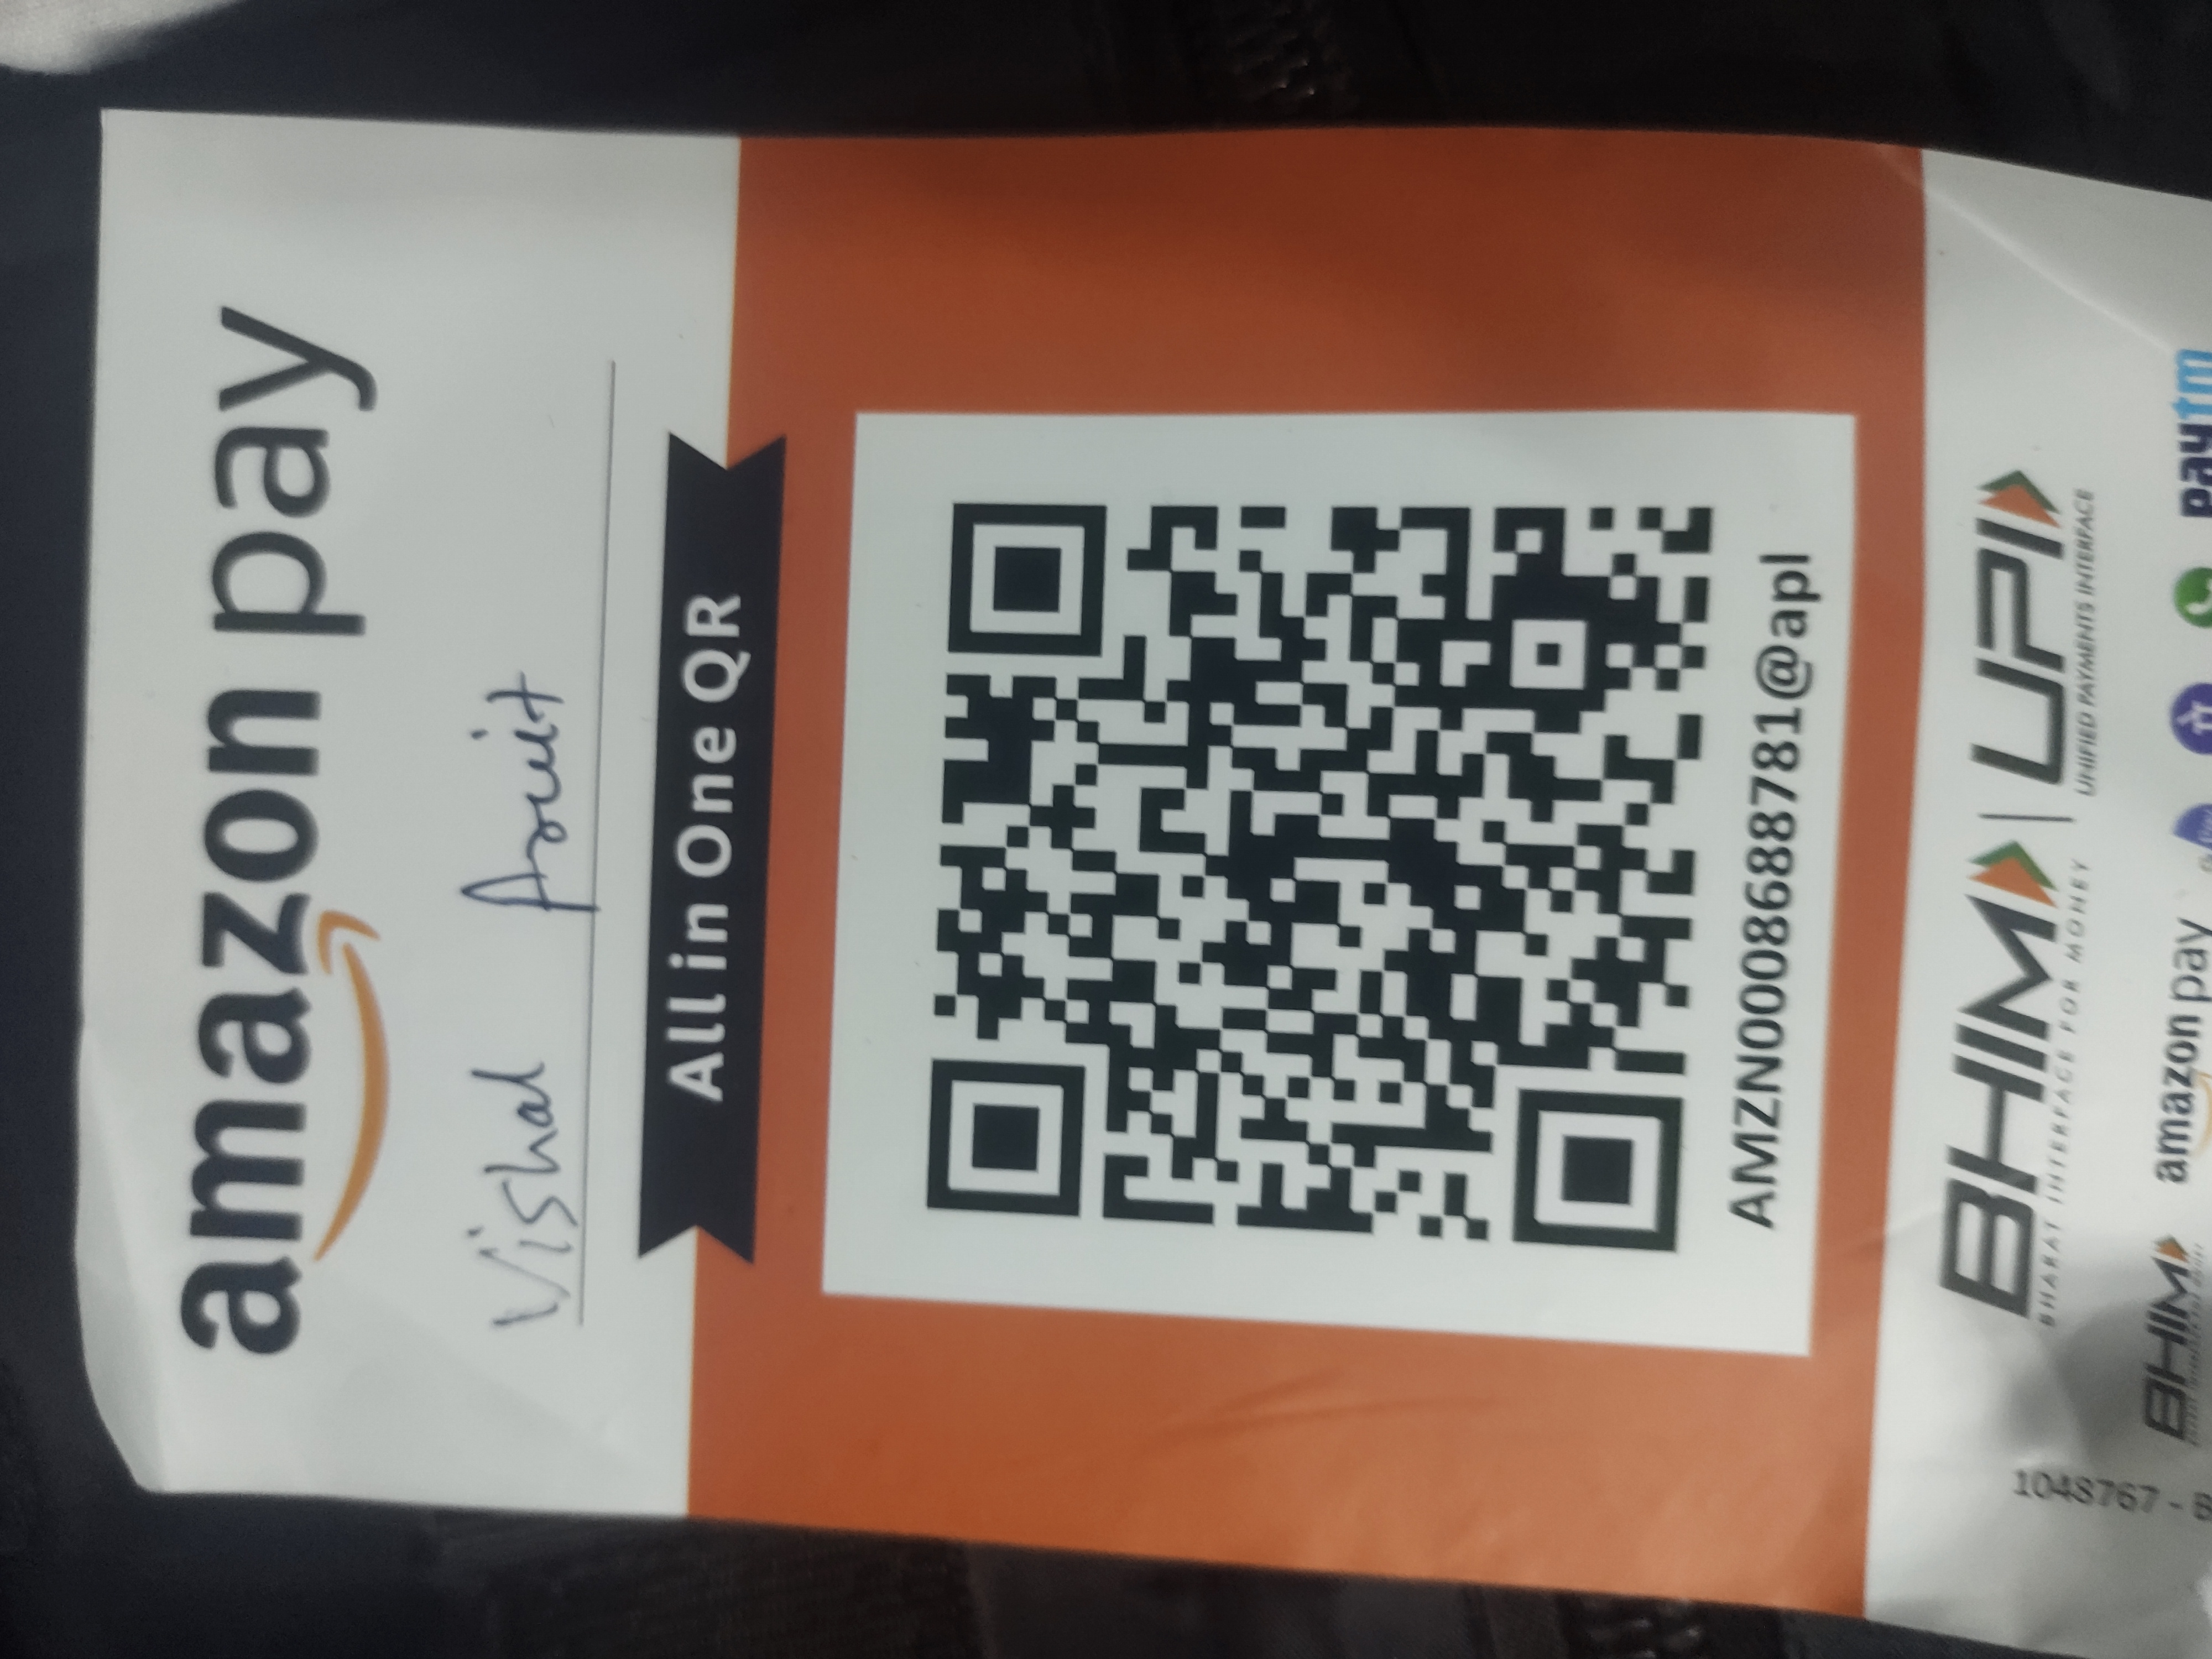 amazon pay
Vishal
All in One QR
AMZN0008688781@apl
BHIM | UPI
BHARAT INTERFACE FOR MONEY
UNIFIED PAYMENTS INTERFACE
1048767 - B
BHIM amazon pay पे paytm